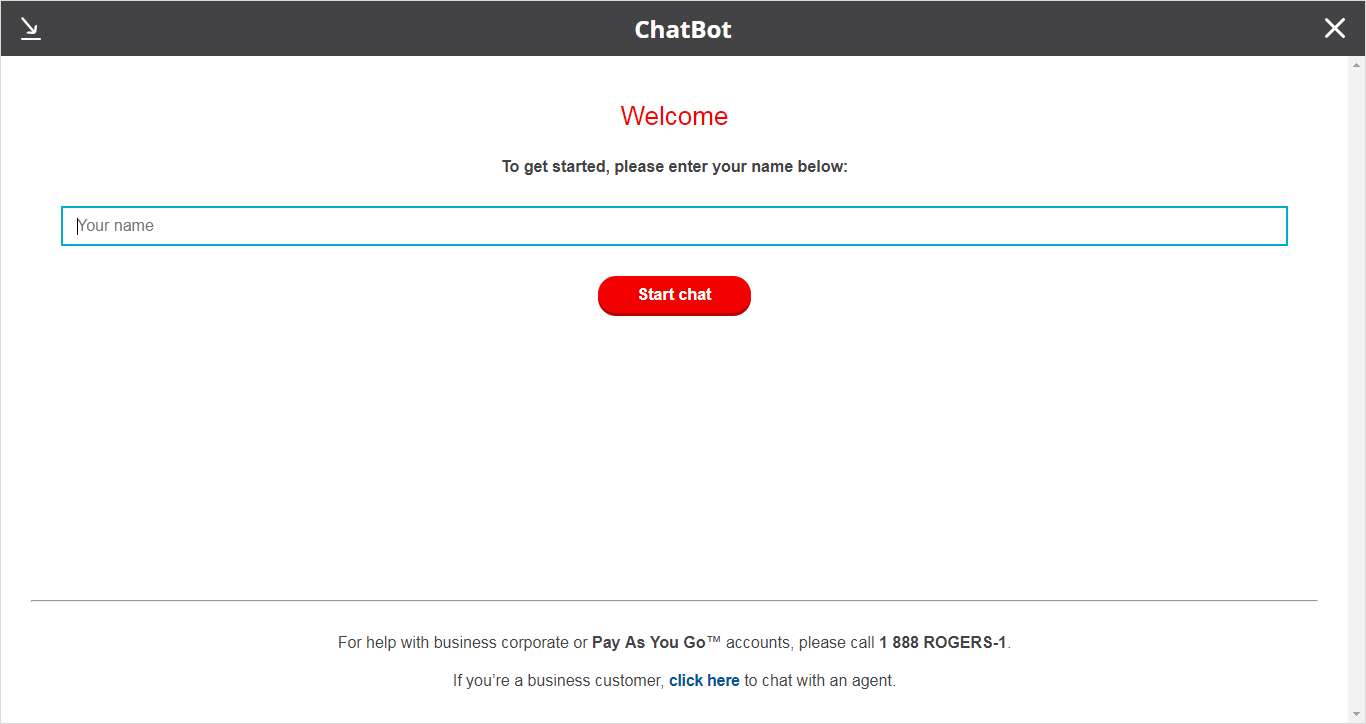 ChatBot
Welcome
To get started, please enter your name below:
Your name
Start chat
For help with business corporate or Pay As You Go™ accounts, please call 1 888 ROGERS-1.
If you’re a business customer, click here to chat with an agent.